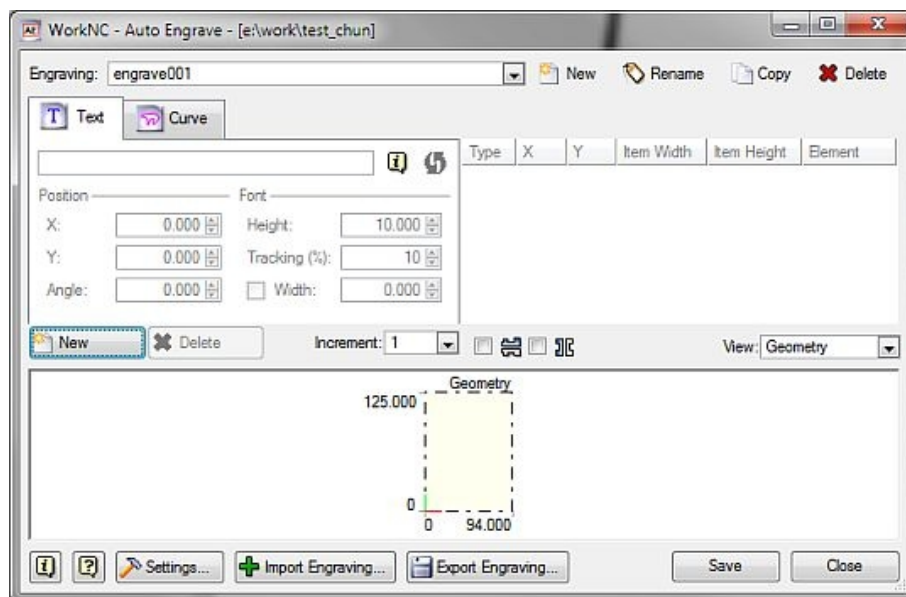 WorkNC - Auto Engrave - [e:\work\test_chun]
Engraving: engrave001 New Rename Copy Delete
Text Curve
Type X Y Item Width Item Height Element
Position Font
X: 0.000 Height: 10.000
Y: 0.000 Tracking (%): 10
Angle: 0.000 Width: 0.000
New Delete Increment: 1 View: Geometry
Geometry
125.000
0
0 94.000
Settings... Import Engraving... Export Engraving... Save Close